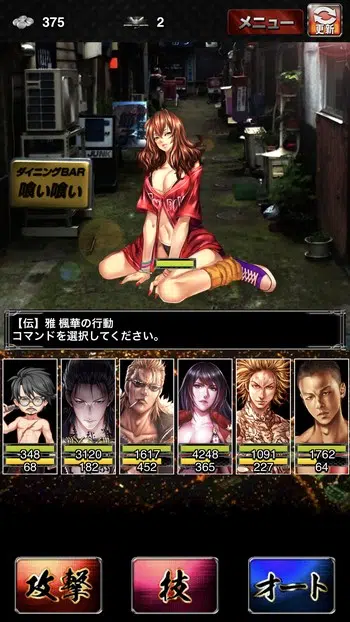 375
2
メニュー
更新
ダイニングBAR
喰い喰い
JUNK
【伝】雅 楓華の行動
コマンドを選択してください。
348 3120 1617 4248 1091 1762
68 182 452 365 227 64
攻撃 技 オート